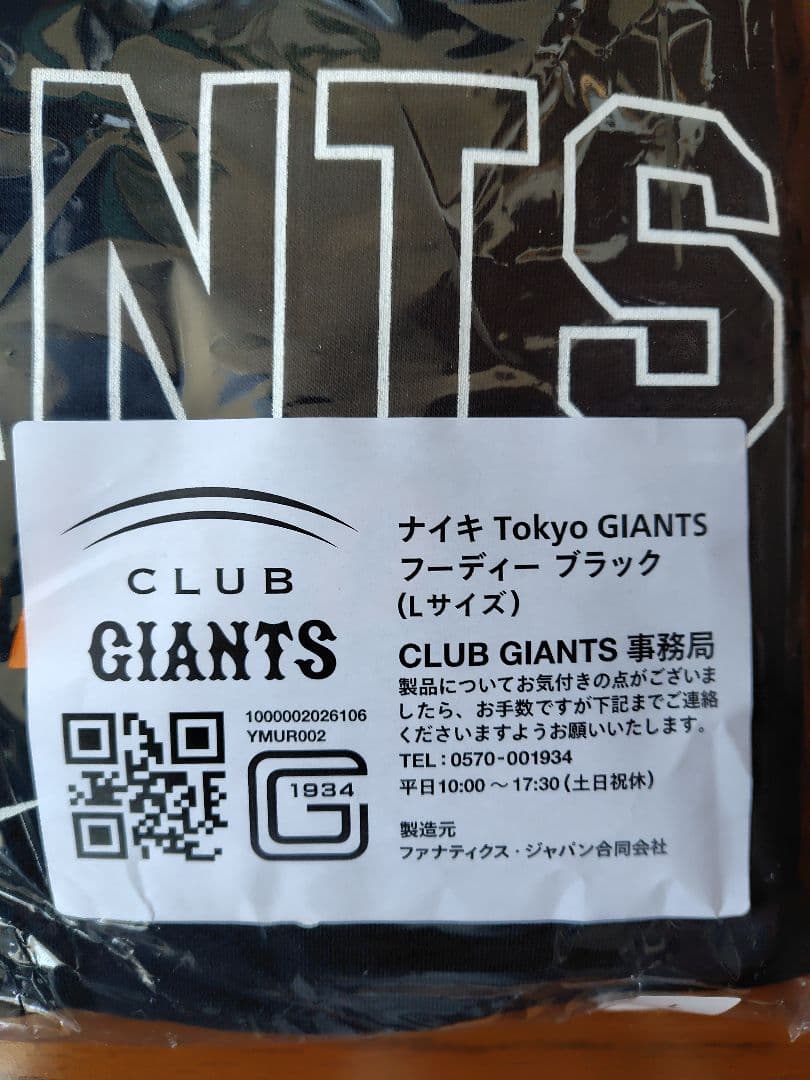 NTS
CLUB
GIANTS
1000002026106
YMUR002
1934
G
ナイキ Tokyo GIANTS
フーディー ブラック
(Lサイズ)
CLUB GIANTS 事務局
製品についてお気付きの点がございま
したら、お手数ですが下記までご連絡
くださいますようお願いいたします。
TEL:0570-001934
平日10:00 ～ 17:30(土日祝休)
製造元
ファナティクス・ジャパン合同会社